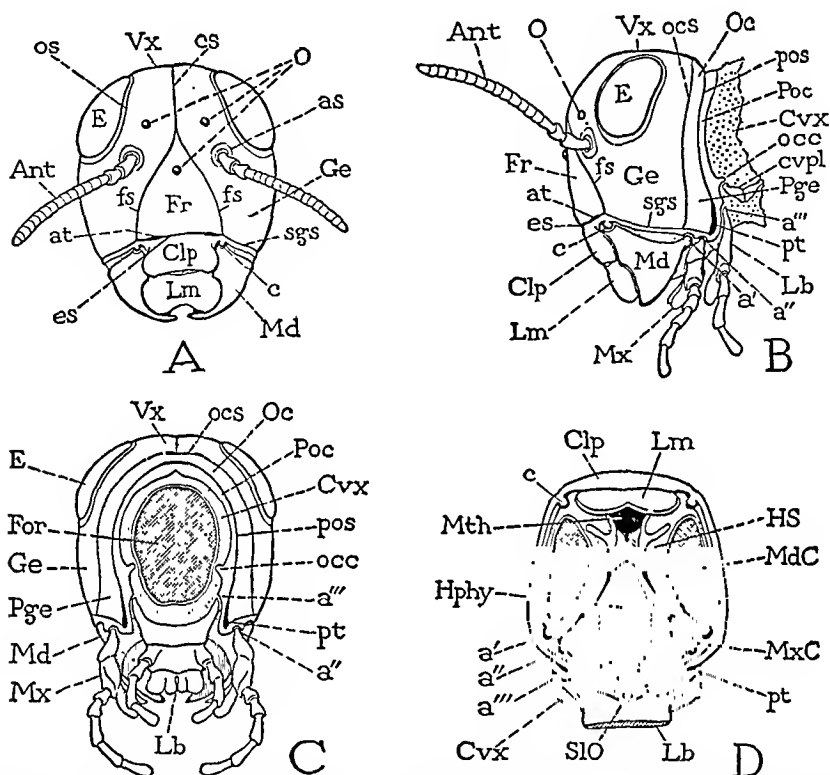 Vx
cs
O
os
E
as
Ant
Ge
fs
fs
Fr
at
sgs
Clp
Lm
es
c
Md
A
Ant
O
Vx
ocs
Oc
pos
E
Poc
Cvx
occ
cvpl
Pge
Fr
fs
Ge
at
sgs
a'''
es
pt
c
Md
Lb
Clp
a'
a''
Lm
Mx
B
Vx
ocs
Oc
E
Poc
Cvx
For
pos
Ge
occ
Pge
a'''
Md
pt
Mx
a''
Lb
C
Clp
Lm
c
Mth
HS
MdC
Hphy
a'
MxC
a''
a'''
pt
Cvx
SlO
Lb
D